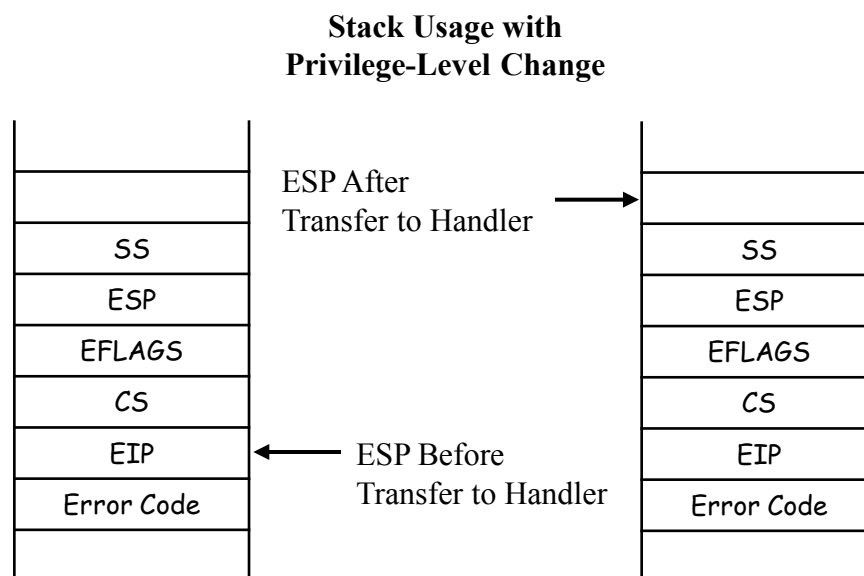 Stack Usage with
Privilege-Level Change
ESP After
Transfer to Handler
SS
ESP
EFLAGS
CS
EIP
Error Code
ESP Before
Transfer to Handler
SS
ESP
EFLAGS
CS
EIP
Error Code